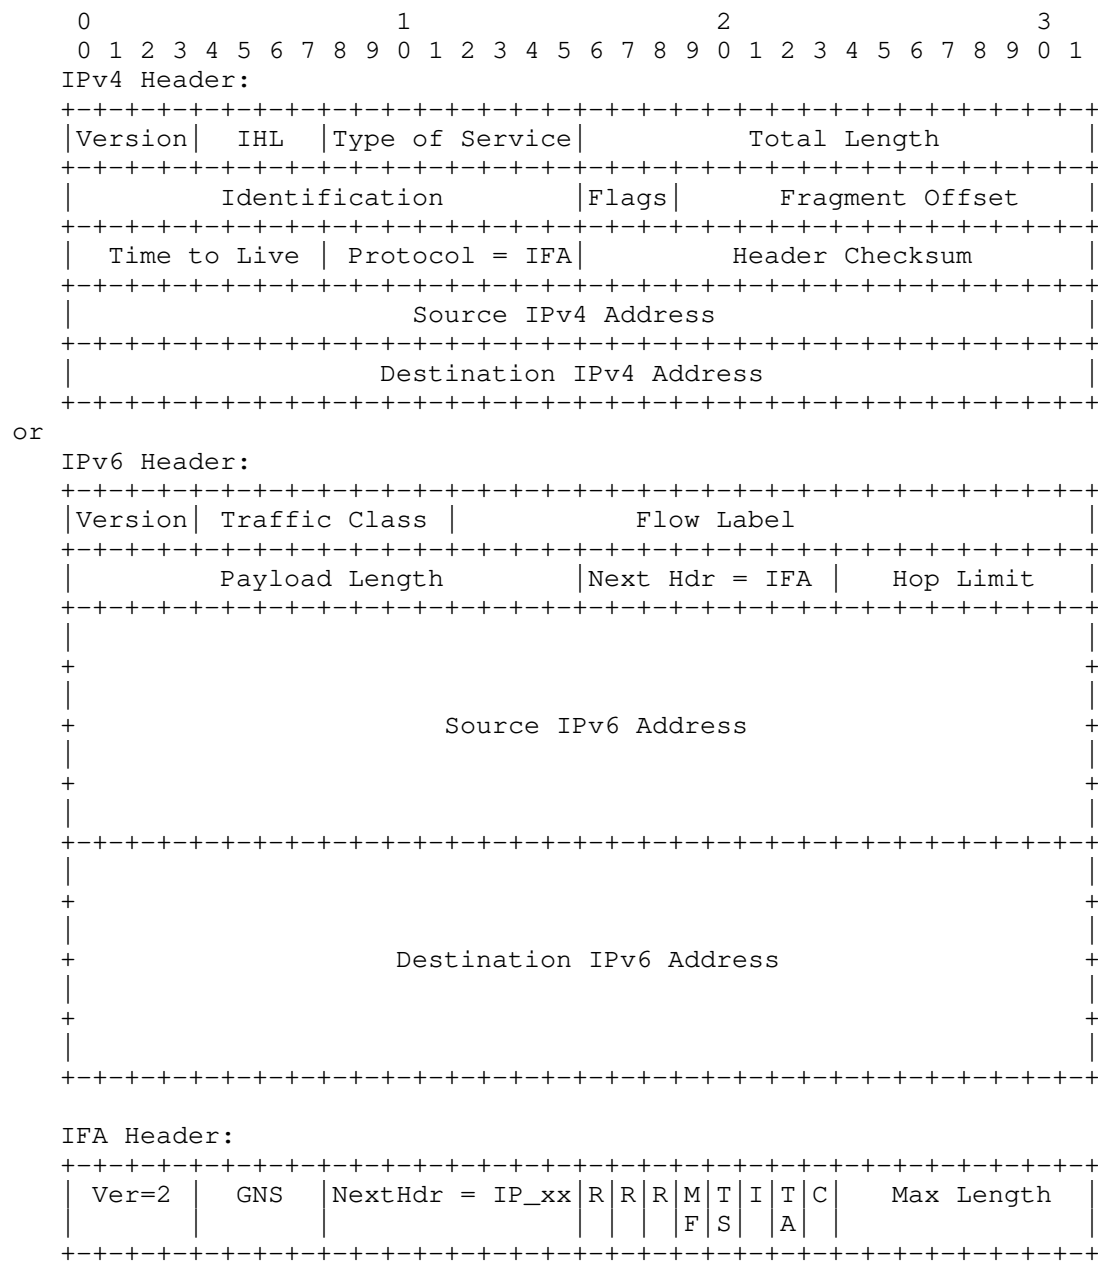 0                   1                   2                   3
 0 1 2 3 4 5 6 7 8 9 0 1 2 3 4 5 6 7 8 9 0 1 2 3 4 5 6 7 8 9 0 1
IPv4 Header:
+-+-+-+-+-+-+-+-+-+-+-+-+-+-+-+-+-+-+-+-+-+-+-+-+-+-+-+-+-+-+-+-+
|Version|  IHL  |Type of Service|          Total Length         |
+-+-+-+-+-+-+-+-+-+-+-+-+-+-+-+-+-+-+-+-+-+-+-+-+-+-+-+-+-+-+-+-+
|         Identification        |Flags|      Fragment Offset    |
+-+-+-+-+-+-+-+-+-+-+-+-+-+-+-+-+-+-+-+-+-+-+-+-+-+-+-+-+-+-+-+-+
|  Time to Live | Protocol = IFA|         Header Checksum       |
+-+-+-+-+-+-+-+-+-+-+-+-+-+-+-+-+-+-+-+-+-+-+-+-+-+-+-+-+-+-+-+-+
|                     Source IPv4 Address                       |
+-+-+-+-+-+-+-+-+-+-+-+-+-+-+-+-+-+-+-+-+-+-+-+-+-+-+-+-+-+-+-+-+
|                   Destination IPv4 Address                    |
+-+-+-+-+-+-+-+-+-+-+-+-+-+-+-+-+-+-+-+-+-+-+-+-+-+-+-+-+-+-+-+-+
or
IPv6 Header:
+-+-+-+-+-+-+-+-+-+-+-+-+-+-+-+-+-+-+-+-+-+-+-+-+-+-+-+-+-+-+-+-+
|Version| Traffic Class |           Flow Label                  |
+-+-+-+-+-+-+-+-+-+-+-+-+-+-+-+-+-+-+-+-+-+-+-+-+-+-+-+-+-+-+-+-+
|         Payload Length        |Next Hdr = IFA |   Hop Limit   |
+-+-+-+-+-+-+-+-+-+-+-+-+-+-+-+-+-+-+-+-+-+-+-+-+-+-+-+-+-+-+-+-+
|                                                               |
+                                                               +
|                                                               |
+                       Source IPv6 Address                     +
|                                                               |
+                                                               +
|                                                               |
+-+-+-+-+-+-+-+-+-+-+-+-+-+-+-+-+-+-+-+-+-+-+-+-+-+-+-+-+-+-+-+-+
|                                                               |
+                                                               +
|                                                               |
+                    Destination IPv6 Address                   +
|                                                               |
+                                                               +
|                                                               |
+-+-+-+-+-+-+-+-+-+-+-+-+-+-+-+-+-+-+-+-+-+-+-+-+-+-+-+-+-+-+-+-+
IFA Header:
+-+-+-+-+-+-+-+-+-+-+-+-+-+-+-+-+-+-+-+-+-+-+-+-+-+-+-+-+-+-+-+-+
| Ver=2 |  GNS  |NextHdr = IP_xx|R|R|R|M|T|I|T|C|   Max Length  |
|       |       |               | | | |F|S| |A| |               |
+-+-+-+-+-+-+-+-+-+-+-+-+-+-+-+-+-+-+-+-+-+-+-+-+-+-+-+-+-+-+-+-+